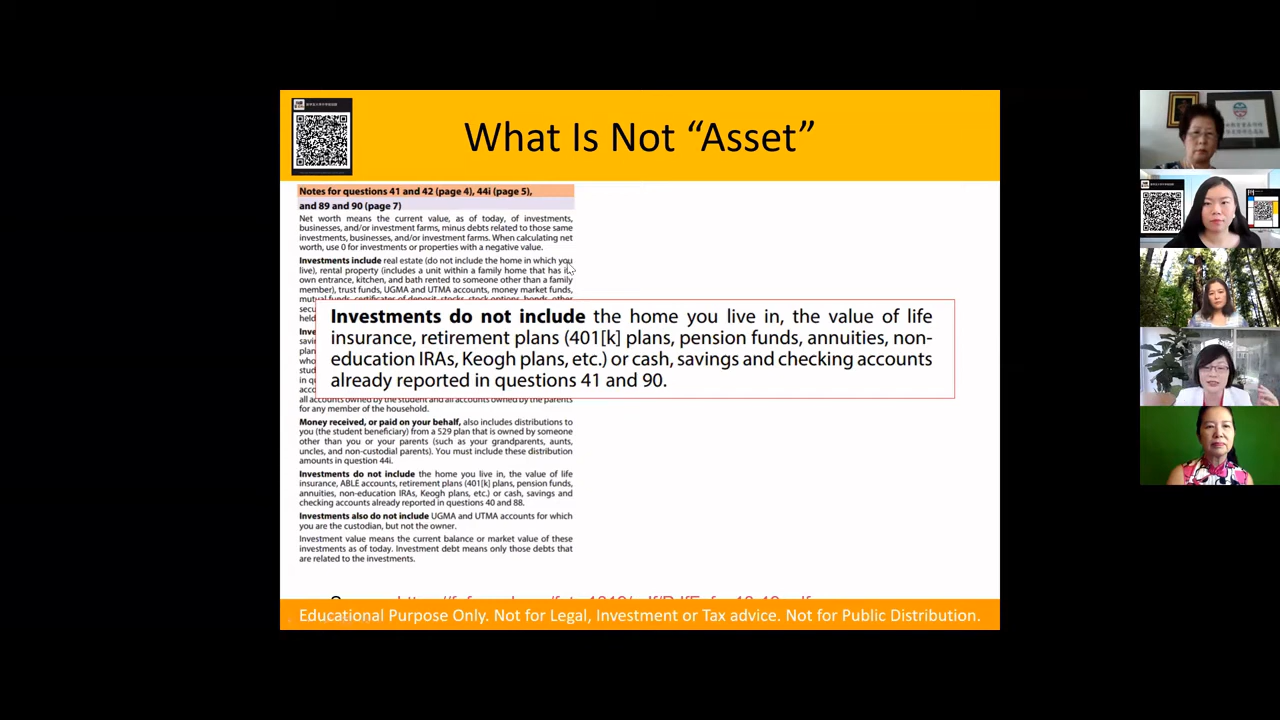 What Is Not “Asset”
Notes for questions 41 and 42 (page 4), 44i (page 5),
and 89 and 90 (page 7)
Net worth means the current value, as of today, of investments,
businesses, and/or investment farms, minus debts related to those same
investments, businesses, and/or investment farms. When calculating net
worth, use 0 for investments or properties with a negative value.
Investments include real estate (do not include the home in which you
live), rental property (includes a unit within a family home that has
own entrance, kitchen, and bath rented to someone other than a family
member), trust funds, UGMA and UTMA accounts, money market funds,
mutual funds, certificates of deposit, stocks, stock options, bonds, other
Investments do not include the home you live in, the value of life
insurance, retirement plans (401[k] plans, pension funds, annuities, non-
education IRAs, Keogh plans, etc.) or cash, savings and checking accounts
already reported in questions 41 and 90.
all accounts owned by the student and all accounts owned by the parents
for any member of the household.
Money received, or paid on your behalf, also includes distributions to
you (the student beneficiary) from a 529 plan that is owned by someone
other than you or your parents (such as your grandparents, aunts,
uncles, and non-custodial parents). You must include these distribution
amounts in question 44i.
Investments do not include the home you live in, the value of life
insurance, ABLE accounts, retirement plans (401[k] plans, pension funds,
annuities, non-education IRAs, Keogh plans, etc.) or cash, savings and
checking accounts already reported in questions 40 and 88.
Investments also do not include UGMA and UTMA accounts for which
you are the custodian, but not the owner.
Investment value means the current balance or market value of these
investments as of today. Investment debt means only those debts that
are related to the investments.
Educational Purpose Only. Not for Legal, Investment or Tax advice. Not for Public Distribution.